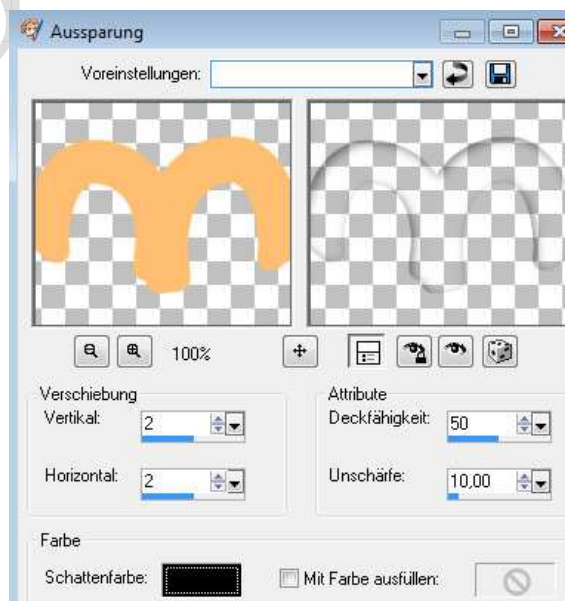 Aussparung
Voreinstellungen:
100%
Verschiebung
Vertikal: 2
Horizontal: 2
Attribute
Deckfähigkeit: 50
Unschärfe: 10,00
Farbe
Schattenfarbe:
Mit Farbe ausfüllen: